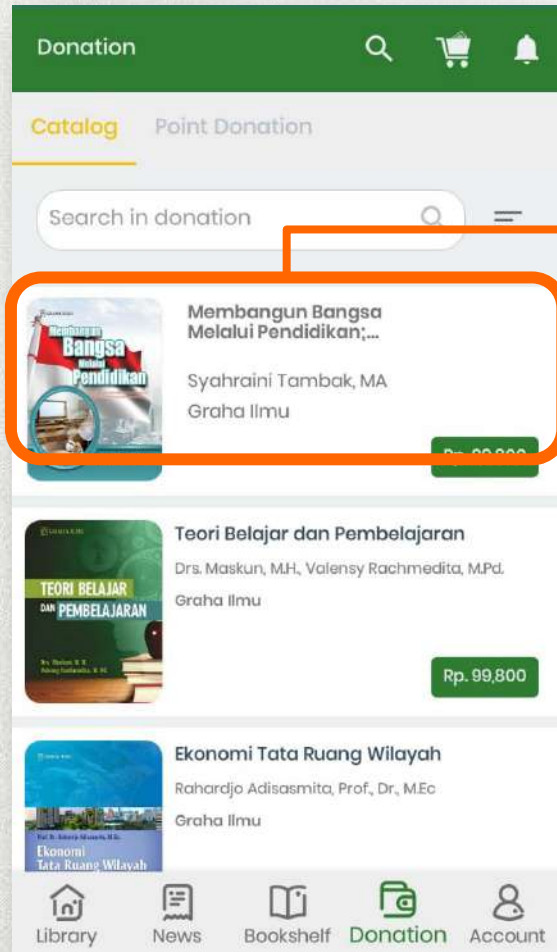 Donation
Catalog Point Donation
Search in donation
Membangun
Bangsa
Melalui
Pendidikan
Membangun Bangsa
Melalui Pendidikan;...
Syahraini Tambak, MA
Graha Ilmu
TEORI BELAJAR
DAN PEMBELAJARAN
Teori Belajar dan Pembelajaran
Drs. Maskun, M.H., Valensy Rachmedita, M.Pd.
Graha Ilmu
Rp. 99,800
Ekonomi
Tata Ruang Wilayah
Ekonomi Tata Ruang Wilayah
Rahardjo Adisasmita, Prof., Dr., M.Ec
Graha Ilmu
Library News Bookshelf Donation Account